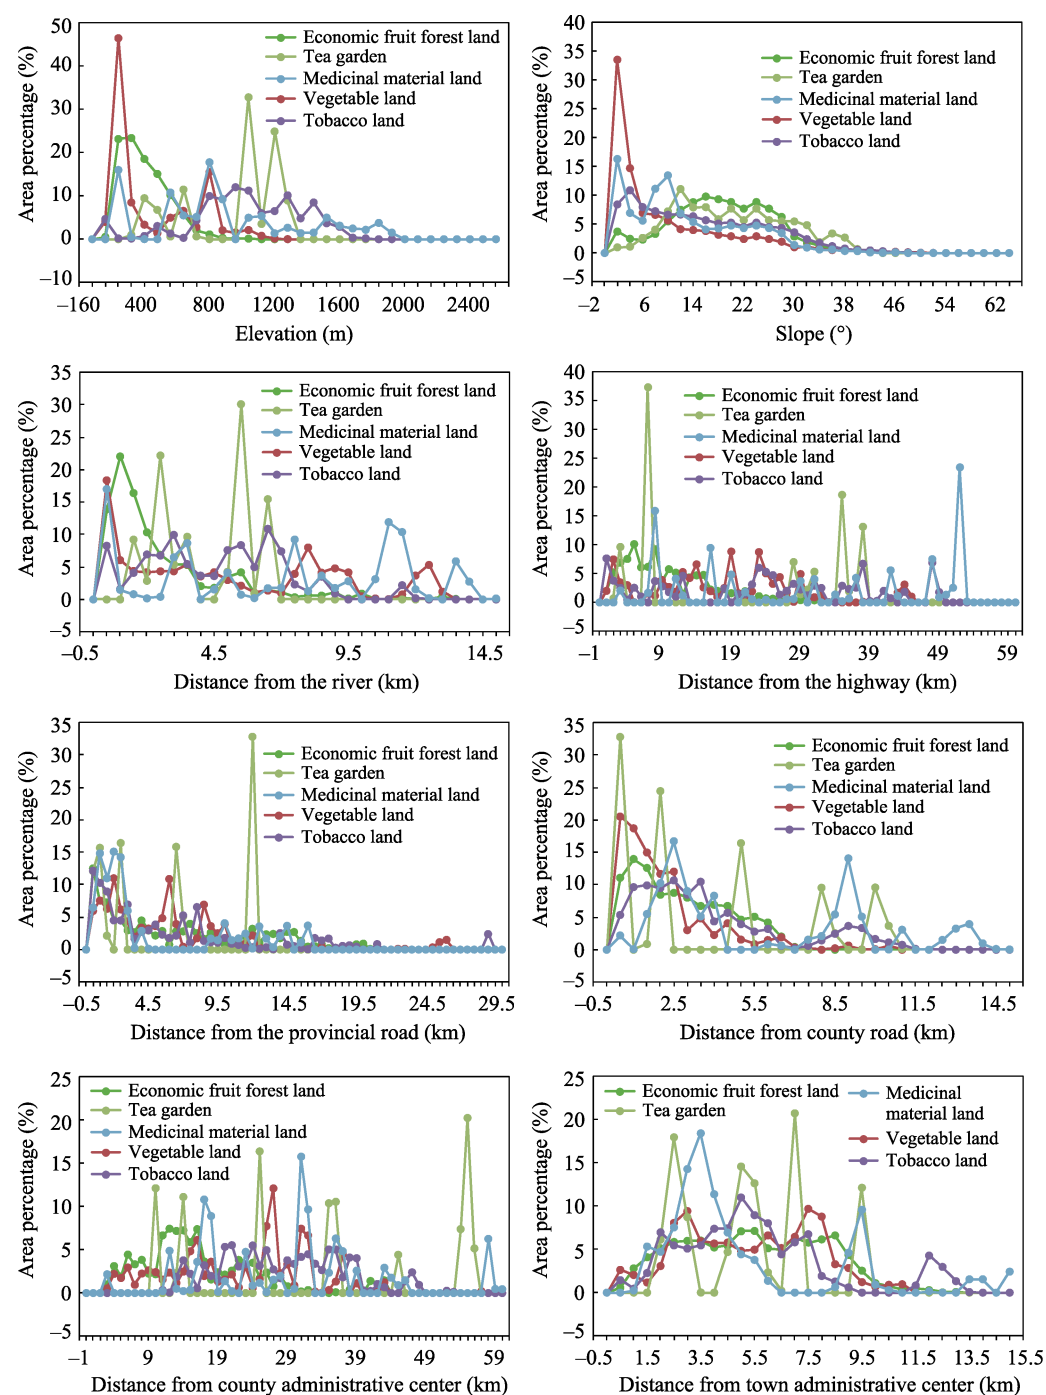 50
40
30
20
10
0
−10
Area percentage (%)
Economic fruit forest land
Tea garden
Medicinal material land
Vegetable land
Tobacco land
−160 400 800 1200 1600 2000 2400
Elevation (m)
40
35
30
25
20
15
10
5
0
−5
Area percentage (%)
Economic fruit forest land
Tea garden
Medicinal material land
Vegetable land
Tobacco land
−2 6 14 22 30 38 46 54 62
Slope (°)
35
30
25
20
15
10
5
0
−5
Area percentage (%)
Economic fruit forest land
Tea garden
Medicinal material land
Vegetable land
Tobacco land
−0.5 4.5 9.5 14.5
Distance from the river (km)
40
35
30
25
20
15
10
5
0
−5
Area percentage (%)
Economic fruit forest land
Tea garden
Medicinal material land
Vegetable land
Tobacco land
−1 9 19 29 39 49 59
Distance from the highway (km)
35
30
25
20
15
10
5
0
−5
Area percentage (%)
Economic fruit forest land
Tea garden
Medicinal material land
Vegetable land
Tobacco land
−0.5 4.5 9.5 14.5 19.5 24.5 29.5
Distance from the provincial road (km)
35
30
25
20
15
10
5
0
−5
Area percentage (%)
Economic fruit forest land
Tea garden
Medicinal material land
Vegetable land
Tobacco land
−0.5 2.5 5.5 8.5 11.5 14.5
Distance from county road (km)
25
20
15
10
5
0
−5
Area percentage (%)
Economic fruit forest land
Tea garden
Medicinal material land
Vegetable land
Tobacco land
−1 9 19 29 39 49 59
Distance from county administrative center (km)
25
20
15
10
5
0
−5
Area percentage (%)
Economic fruit forest land
Tea garden
Medicinal
material land
Vegetable land
Tobacco land
−0.5 1.5 3.5 5.5 7.5 9.5 11.5 13.5 15.5
Distance from town administrative center (km)